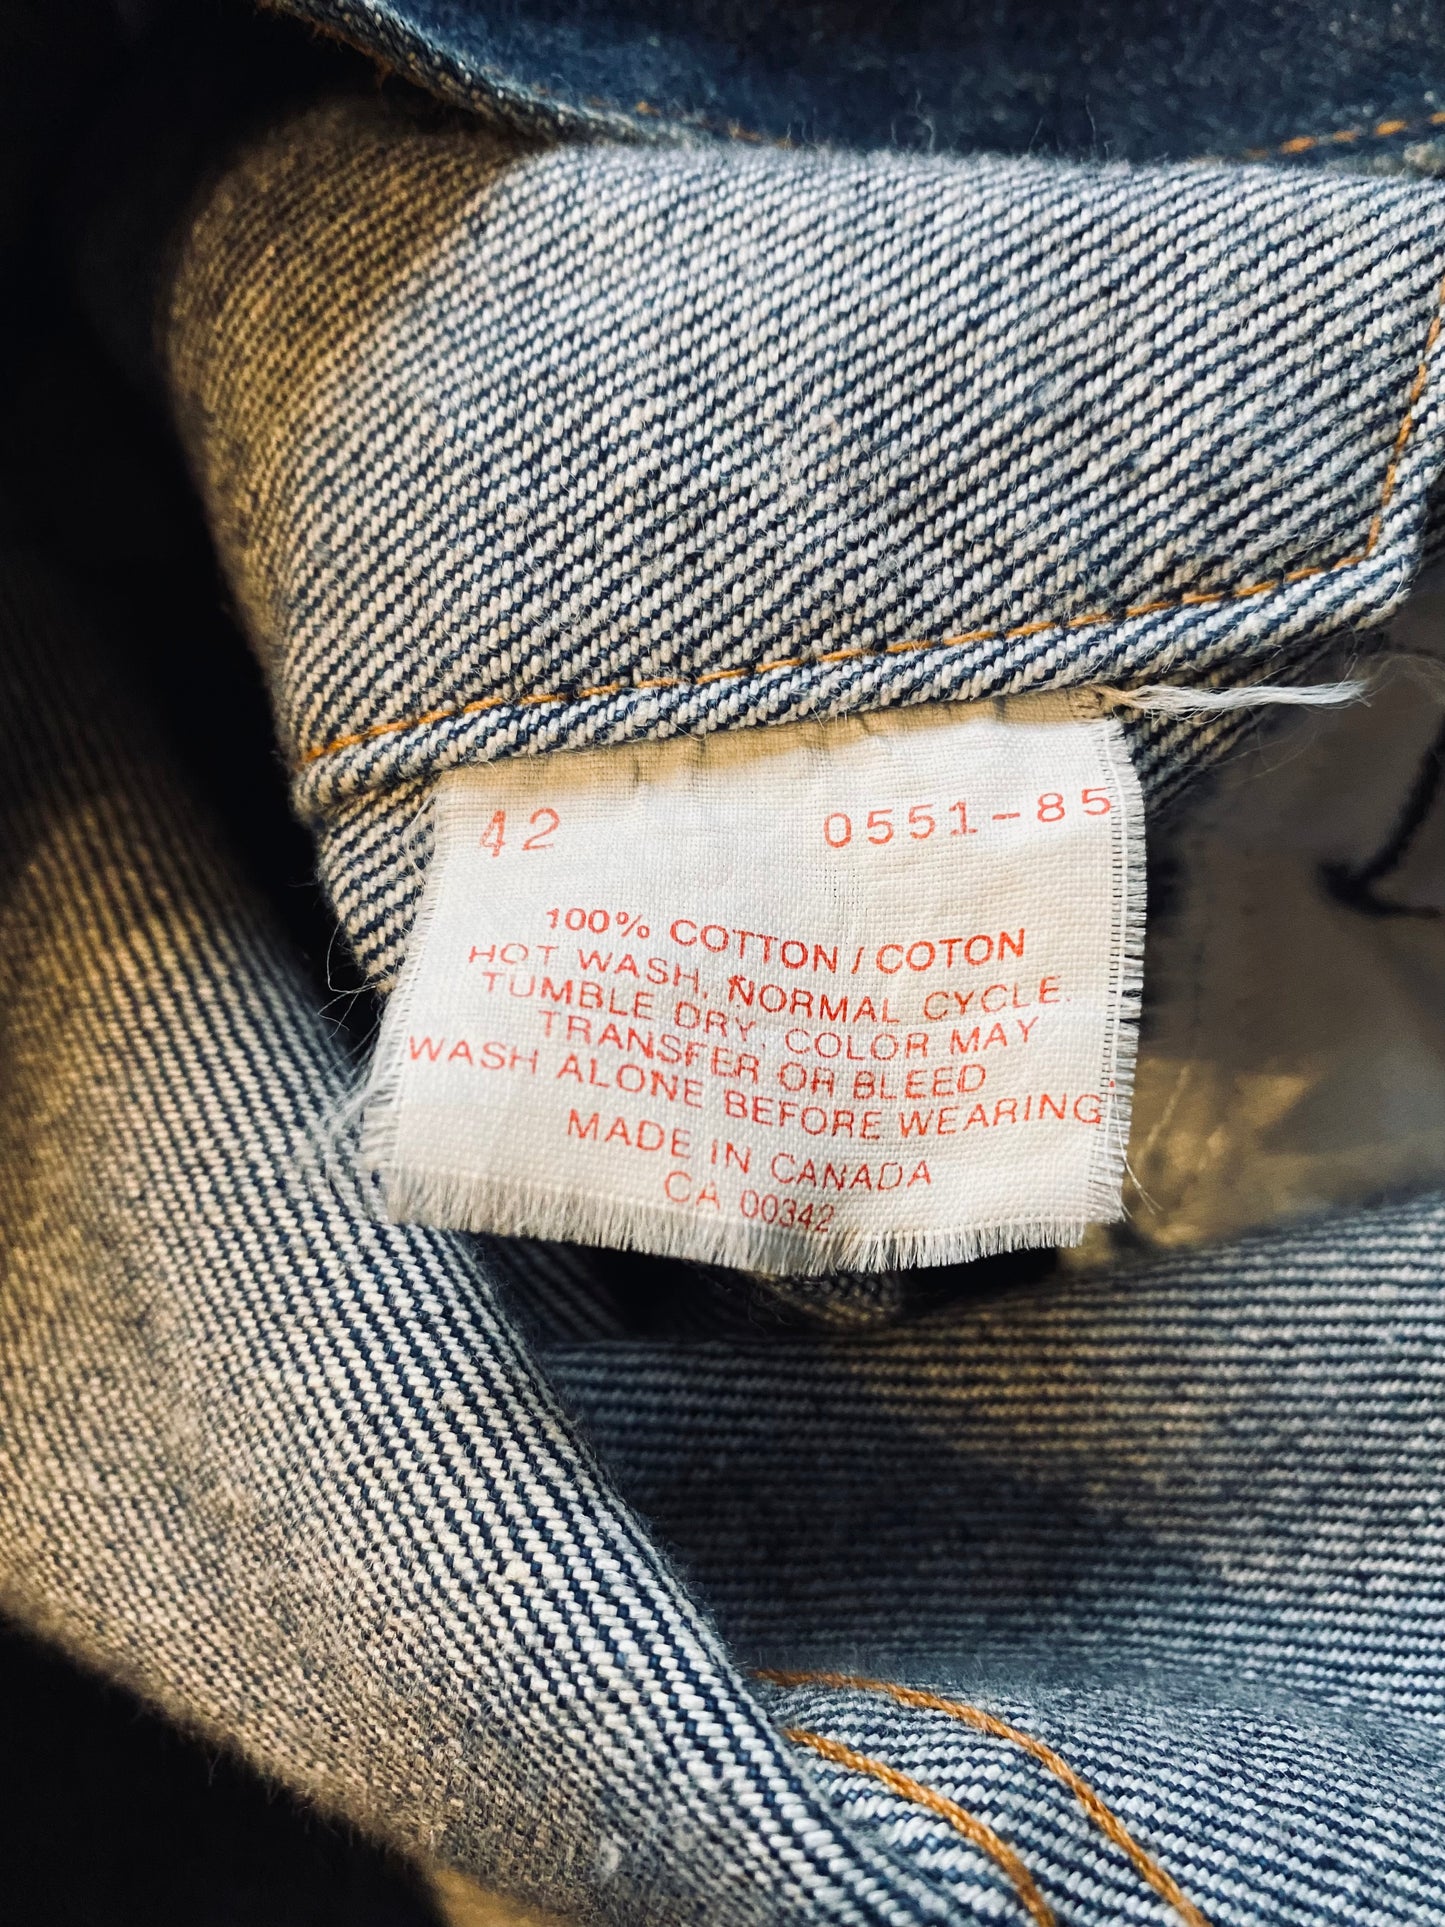 42 0551-85
100% COTTON/COTON
HOT WASH, NORMAL CYCLE.
TUMBLE DRY, COLOR MAY
TRANSFER OR BLEED
WASH ALONE BEFORE WEARING
MADE IN CANADA
CA 00342